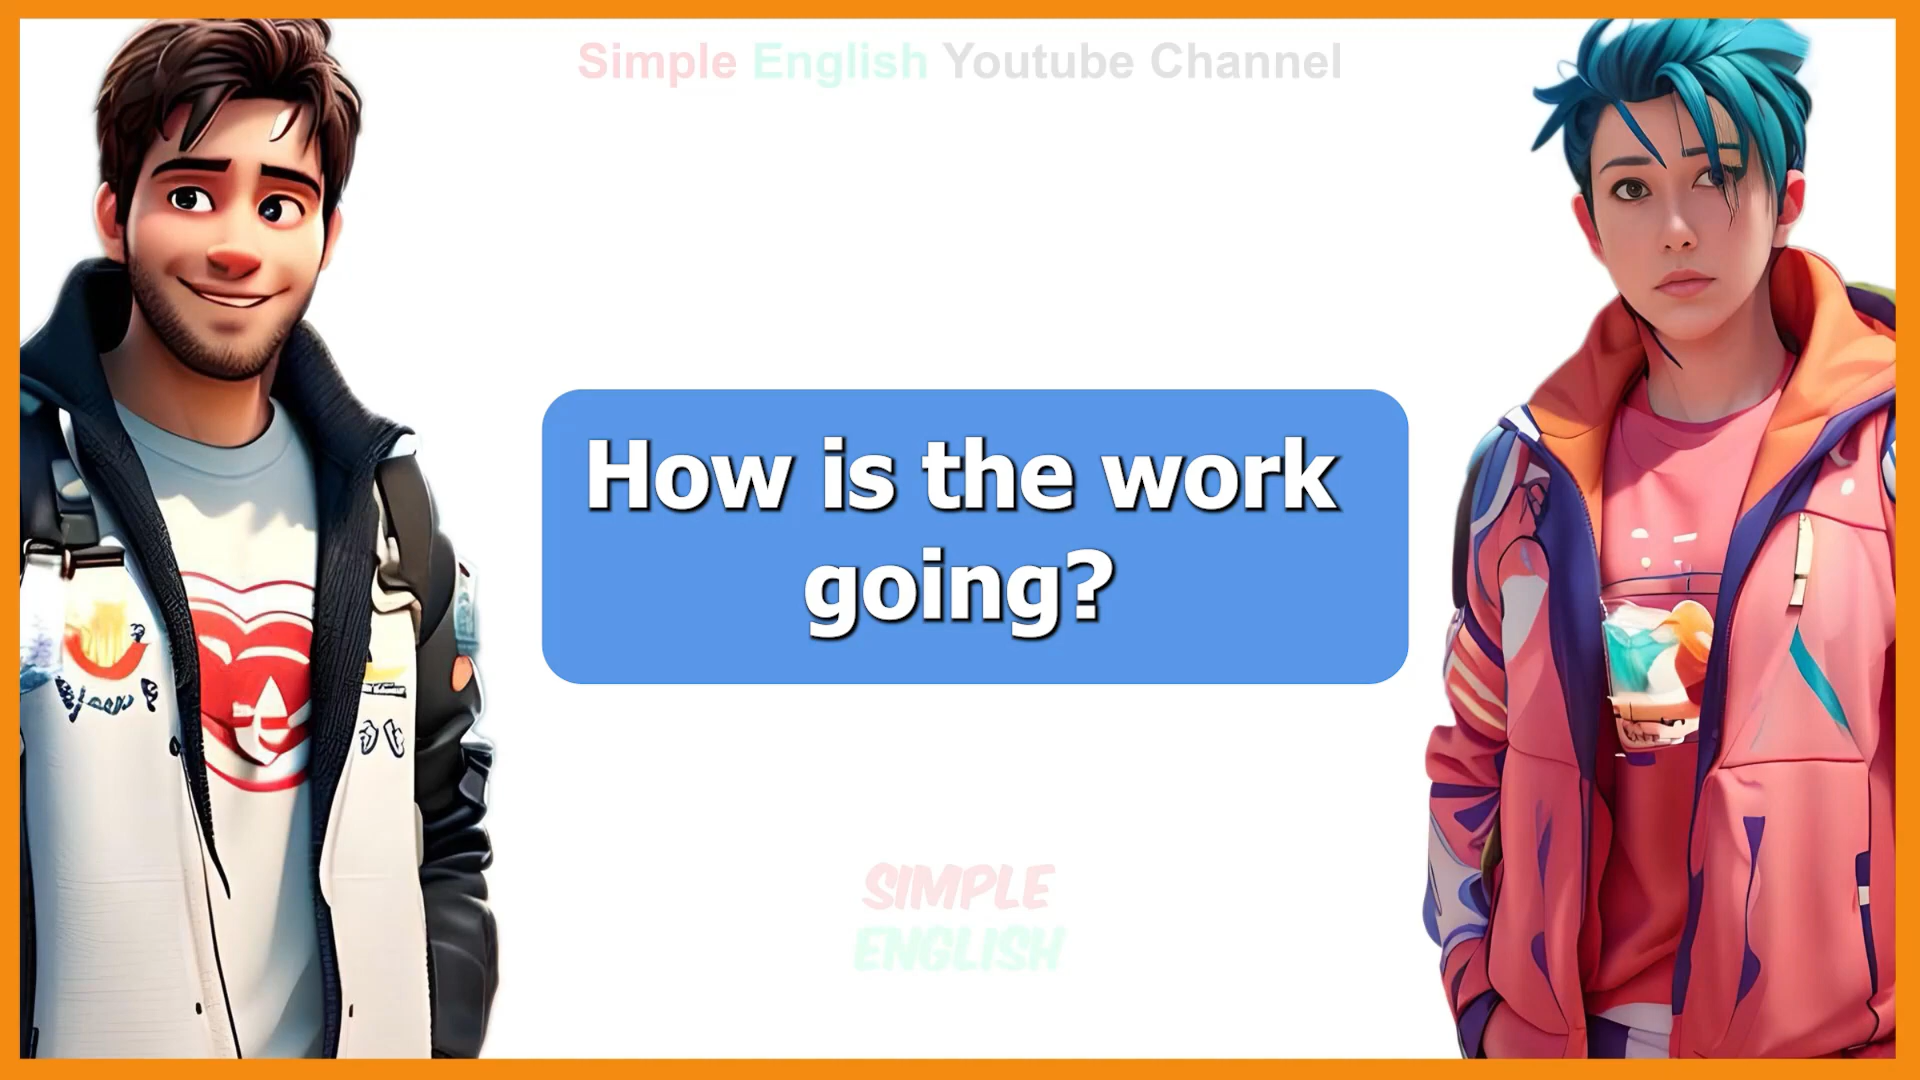 Simple English Youtube Channel
How is the work
going?
SIMPLE
ENGLISH